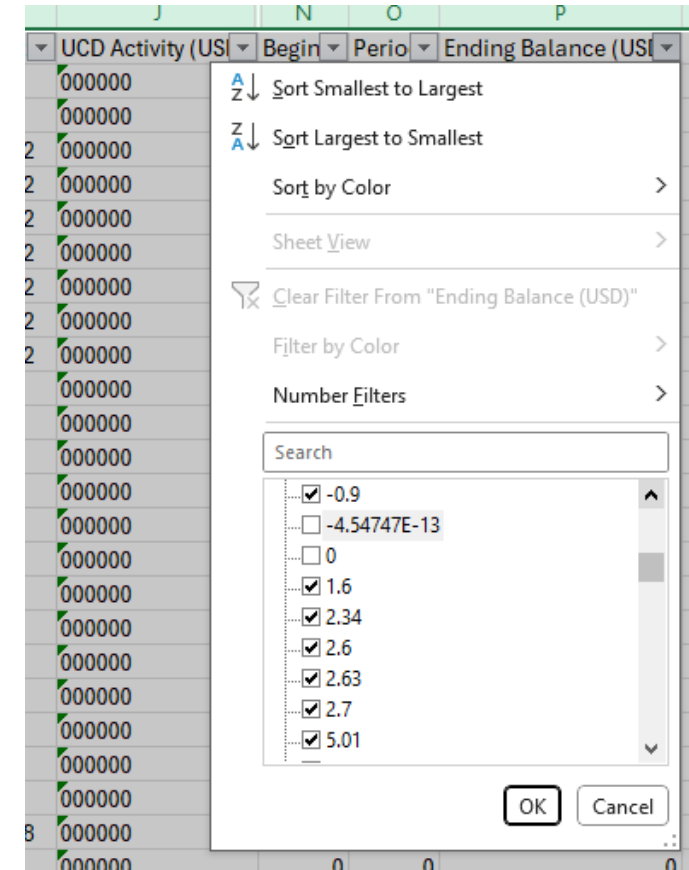 J N O P
UCD Activity (USI Begin Perio Ending Balance (USI
000000
000000
2 000000
2 000000
2 000000
2 000000
2 000000
2 000000
2 000000
000000
000000
000000
000000
000000
000000
000000
000000
000000
000000
000000
000000
000000
8 000000
000000 0 0 0
Sort Smallest to Largest
Sort Largest to Smallest
Sort by Color
Sheet View
Clear Filter From "Ending Balance (USD)"
Filter by Color
Number Filters
Search
-0.9
-4.54747E-13
0
1.6
2.34
2.6
2.63
2.7
5.01
OK Cancel